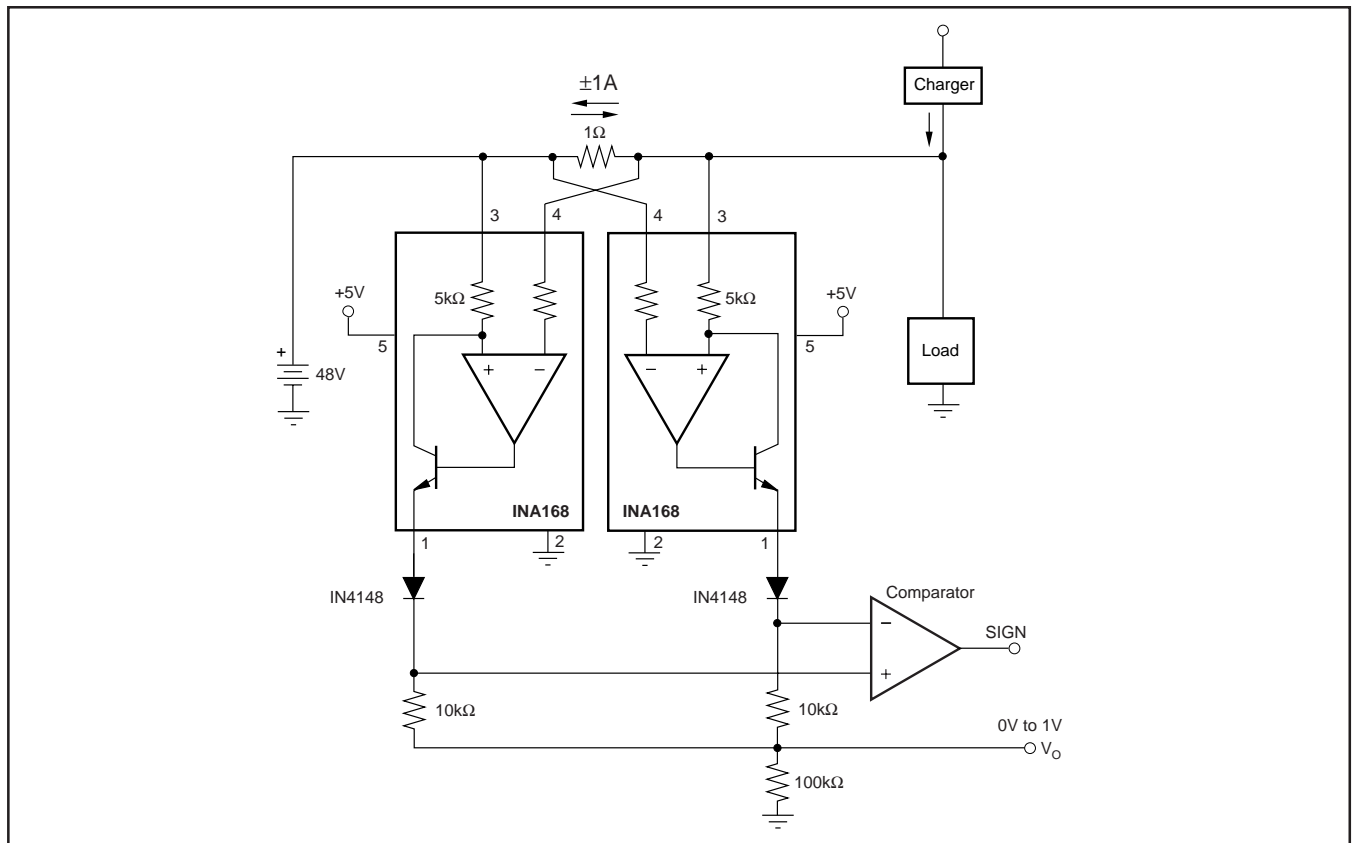 Charger
±1A
1Ω
3
4
4
3
+5V
5kΩ
5kΩ
+5V
5
5
+
48V
+
–
–
+
Load
INA168
INA168
1
2
2
1
IN4148
IN4148
Comparator
–
SIGN
+
10kΩ
10kΩ
0V to 1V
VO
100kΩ